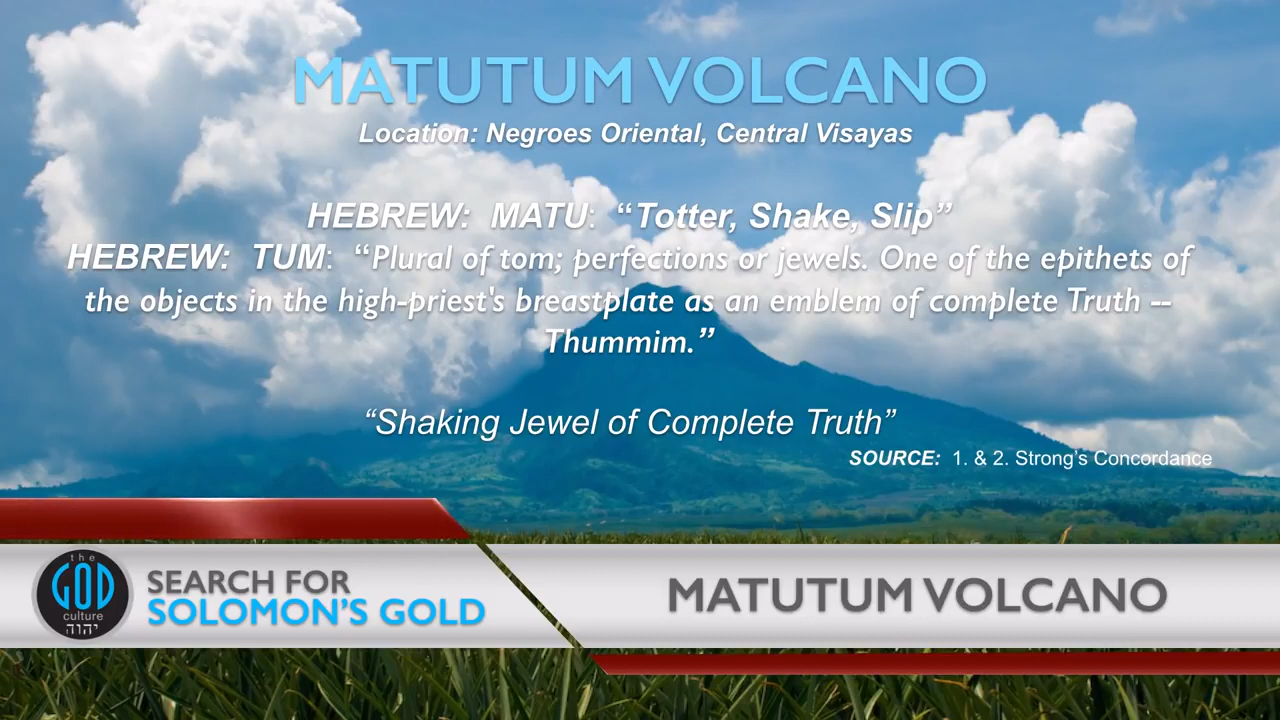 MATUTUM VOLCANO
Location: Negroes Oriental, Central Visayas
HEBREW: MATU: “Totter, Shake, Slip”
HEBREW: TUM: “Plural of tom; perfections or jewels. One of the epithets of
the objects in the high-priest's breastplate as an emblem of complete Truth --
Thummim.”
“Shaking Jewel of Complete Truth”
SOURCE: 1. & 2. Strong’s Concordance
the
GOD
culture
יהוה
SEARCH FOR
SOLOMON’S GOLD
MATUTUM VOLCANO